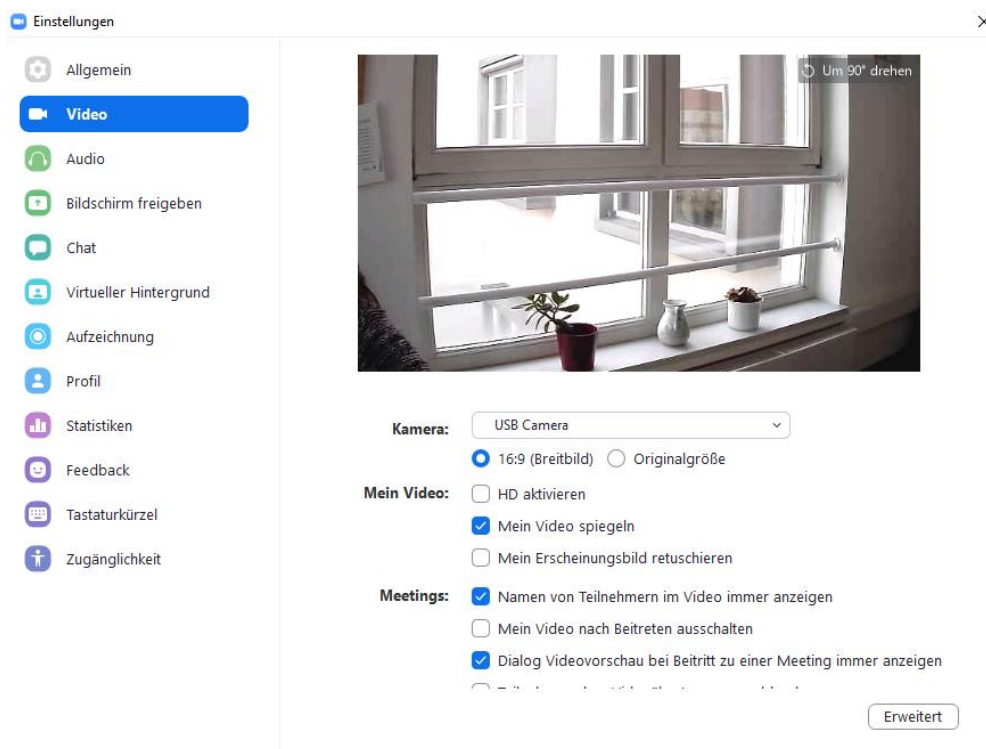 Einstellungen
Allgemein
Video
Audio
Bildschirm freigeben
Chat
Virtueller Hintergrund
Aufzeichnung
Profil
Statistiken
Feedback
Tastaturkürzel
Zugänglichkeit
Um 90° drehen
Kamera: USB Camera
16:9 (Breitbild) Originalgröße
Mein Video: HD aktivieren
Mein Video spiegeln
Mein Erscheinungsbild retuschieren
Meetings: Namen von Teilnehmern im Video immer anzeigen
Mein Video nach Beitreten ausschalten
Dialog Videovorschau bei Beitritt zu einer Meeting immer anzeigen
Erweitert